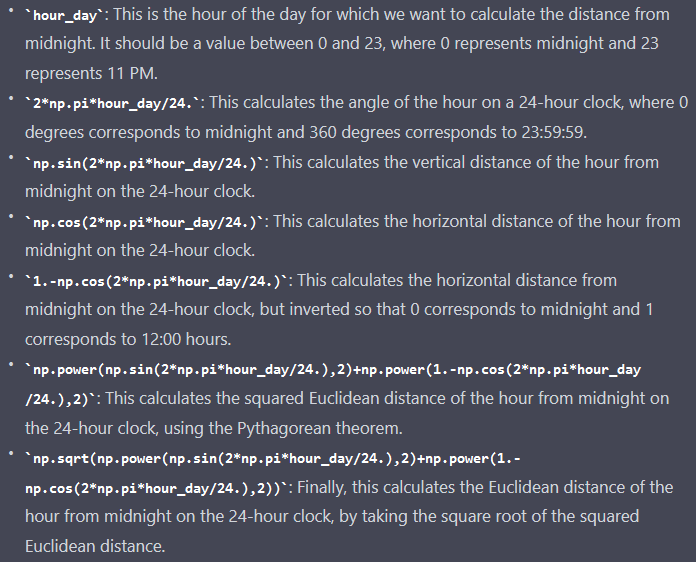 • `hour_day`: This is the hour of the day for which we want to calculate the distance from
midnight. It should be a value between 0 and 23, where 0 represents midnight and 23
represents 11 PM.
• `2*np.pi*hour_day/24.`: This calculates the angle of the hour on a 24-hour clock, where 0
degrees corresponds to midnight and 360 degrees corresponds to 23:59:59.
• `np.sin(2*np.pi*hour_day/24.)`: This calculates the vertical distance of the hour from
midnight on the 24-hour clock.
• `np.cos(2*np.pi*hour_day/24.)`: This calculates the horizontal distance of the hour from
midnight on the 24-hour clock.
• `1.-np.cos(2*np.pi*hour_day/24.)`: This calculates the horizontal distance from
midnight on the 24-hour clock, but inverted so that 0 corresponds to midnight and 1
corresponds to 12:00 hours.
• `np.power(np.sin(2*np.pi*hour_day/24.),2)+np.power(1.-np.cos(2*np.pi*hour_day
/24.),2)`: This calculates the squared Euclidean distance of the hour from midnight on
the 24-hour clock, using the Pythagorean theorem.
• `np.sqrt(np.power(np.sin(2*np.pi*hour_day/24.),2)+np.power(1.-
np.cos(2*np.pi*hour_day/24.),2))`: Finally, this calculates the Euclidean distance of the
hour from midnight on the 24-hour clock, by taking the square root of the squared
Euclidean distance.